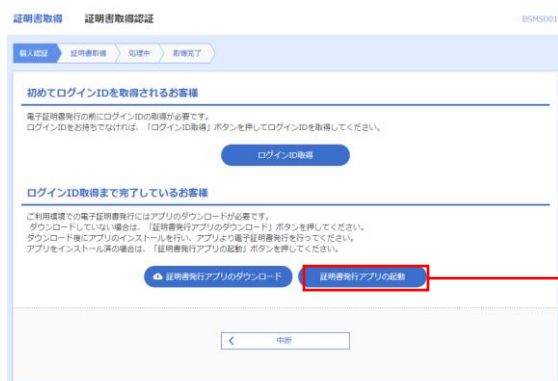 証明書取得 証明書取得認証 BSMS001
個人認証 証明書取得 処理中 取得完了
初めてログインIDを取得されるお客様
電子証明書発行の前にログインIDの取得が必要です。
ログインIDをお持ちでなければ、「ログインID取得」ボタンを押してログインIDを取得してください。
ログインID取得
ログインID取得まで完了しているお客様
ご利用環境での電子証明書発行にはアプリのダウンロードが必要です。
ダウンロードしていない場合は、「証明書発行アプリのダウンロード」ボタンを押してください。
ダウンロード後にアプリのインストールを行い、アプリより電子証明書発行を行ってください。
アプリをインストール済の場合は、「証明書発行アプリの起動」ボタンを押してください。
証明書発行アプリのダウンロード 証明書発行アプリの起動
中断